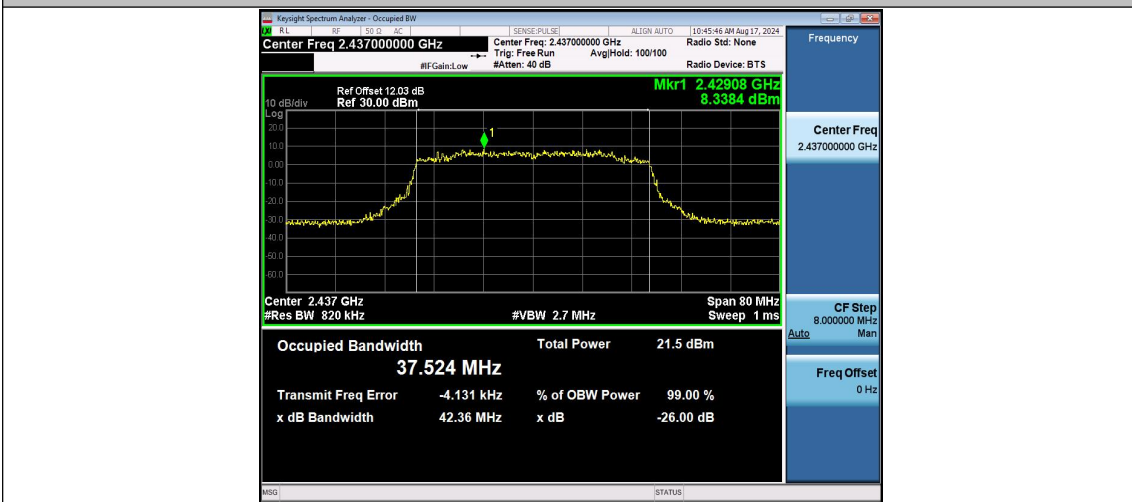 Keysight Spectrum Analyzer - Occupied BW
RL RF 50 Ω AC SENSE:PULSE ALIGN AUTO 10:45:46 AM Aug 17, 2024
Center Freq 2.437000000 GHz Center Freq: 2.437000000 GHz Radio Std: None
Trig: Free Run Avg|Hold: 100/100
#IFGain:Low #Atten: 40 dB Radio Device: BTS
Frequency
Mkr1 2.42908 GHz
8.3384 dBm
Ref Offset 12.03 dB
10 dB/div Ref 30.00 dBm
Log
20.0
10.0
0.00
-10.0
-20.0
-30.0
-40.0
-50.0
-60.0
1
Center 2.437 GHz Span 80 MHz
#Res BW 820 kHz #VBW 2.7 MHz Sweep 1 ms
Center Freq
2.437000000 GHz
CF Step
8.000000 MHz
Auto Man
Freq Offset
0 Hz
Occupied Bandwidth Total Power 21.5 dBm
37.524 MHz
Transmit Freq Error -4.131 kHz % of OBW Power 99.00 %
x dB Bandwidth 42.36 MHz x dB -26.00 dB
MSG STATUS